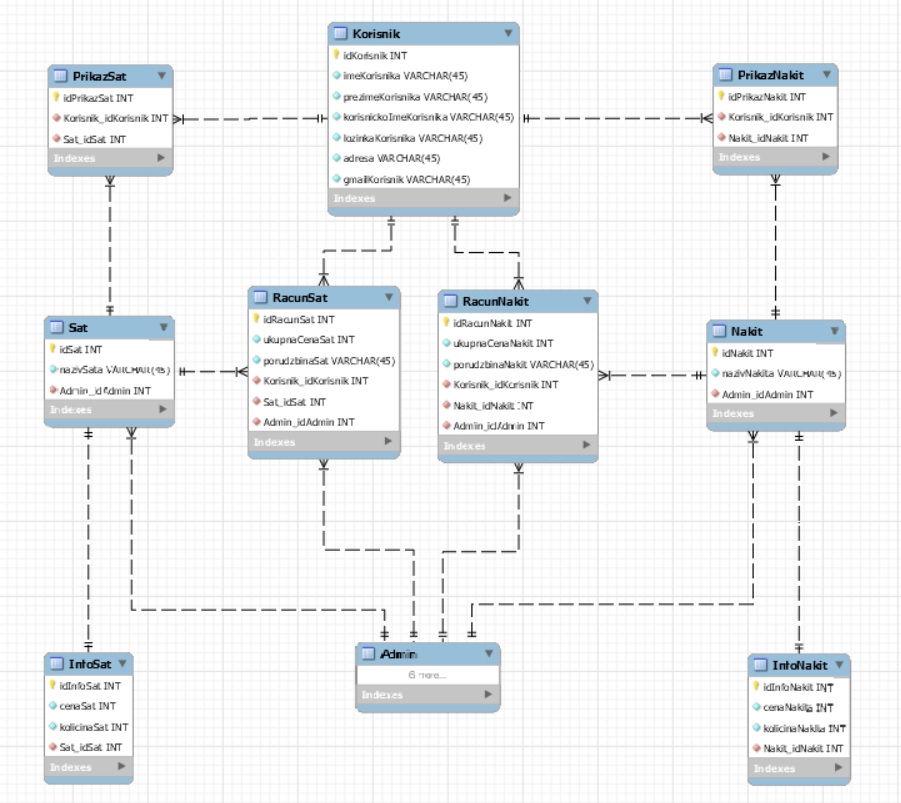 Korisnik
idKorisnik INT
imeKorisnika VARCHAR(45)
prezimeKorisnika VARCHAR(45)
korisnickoImeKorisnika VARCHAR(45)
lozinkaKorisnika VARCHAR(45)
adresa VARCHAR(45)
gmailKorisnik VARCHAR(45)
Indexes
PrikazSat
idPrikazSat INT
Korisnik_idKorisnik INT
Sat_idSat INT
Indexes
PrikazNakit
idPrikazNakit INT
Korisnik_idKorisnik INT
Nakit_idNakit INT
Indexes
RacunSat
idRacunSat INT
ukupnaCenaSat INT
porudzbinaSat VARCHAR(45)
Korisnik_idKorisnik INT
Sat_idSat INT
Admin_idAdmin INT
Indexes
RacunNakit
idRacunNakit INT
ukupnaCenaNakit INT
porudzbinaNakit VARCHAR(45)
Korisnik_idKorisnik INT
Nakit_idNakit INT
Admin_idAdmin INT
Indexes
Sat
idSat INT
nazivSata VARCHAR(45)
Admin_idAdmin INT
Indexes
Nakit
idNakit INT
nazivNakita VARCHAR(45)
Admin_idAdmin INT
Indexes
InfoSat
idInfoSat INT
cenaSat INT
kolicinaSat INT
Sat_idSat INT
Indexes
Admin
6 more...
Indexes
InfoNakit
idInfoNakit INT
cenaNakita INT
kolicinaNakita INT
Nakit_idNakit INT
Indexes